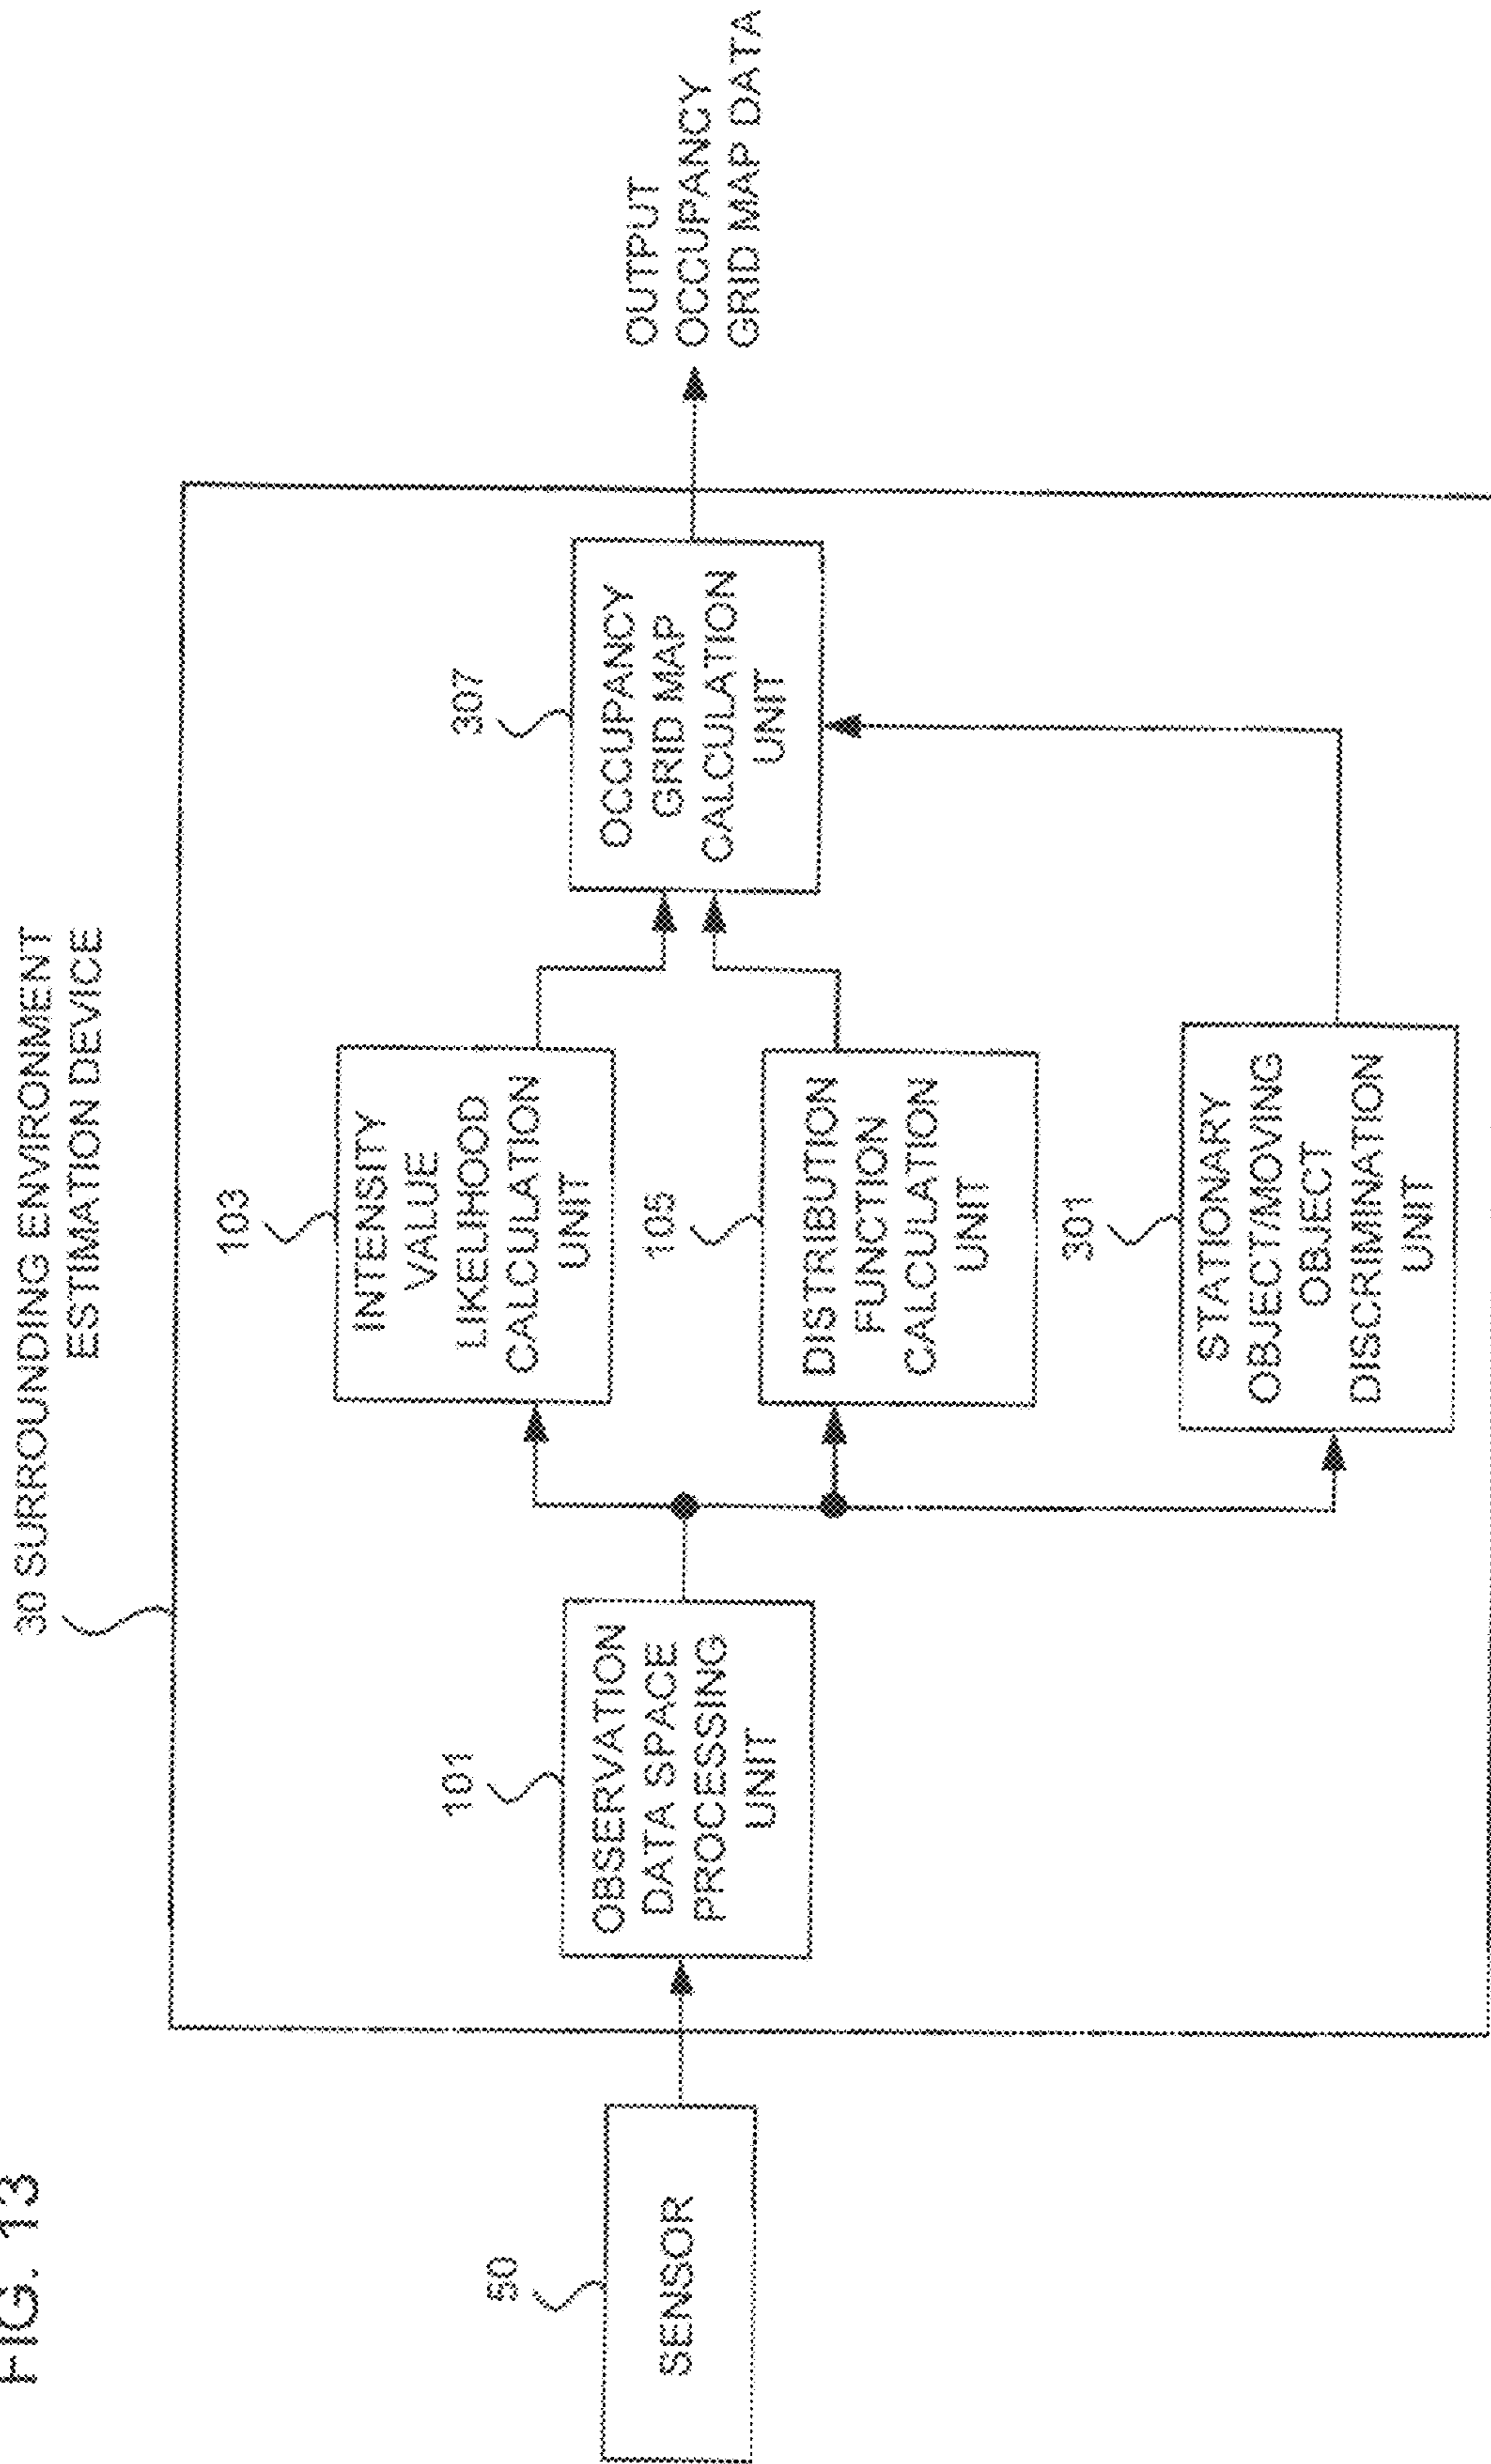 FIG. 13
30 SURROUNDING ENVIRONMENT
ESTIMATION DEVICE
50
SENSOR
101
OBSERVATION
DATA SPACE
PROCESSING
UNIT
103
INTENSITY
VALUE
LIKELIHOOD
CALCULATION
UNIT
105
DISTRIBUTION
FUNCTION
CALCULATION
UNIT
301
STATIONARY
OBJECT/MOVING
OBJECT
DISCRIMINATION
UNIT
307
OCCUPANCY
GRID MAP
CALCULATION
UNIT
OUTPUT
OCCUPANCY
GRID MAP DATA